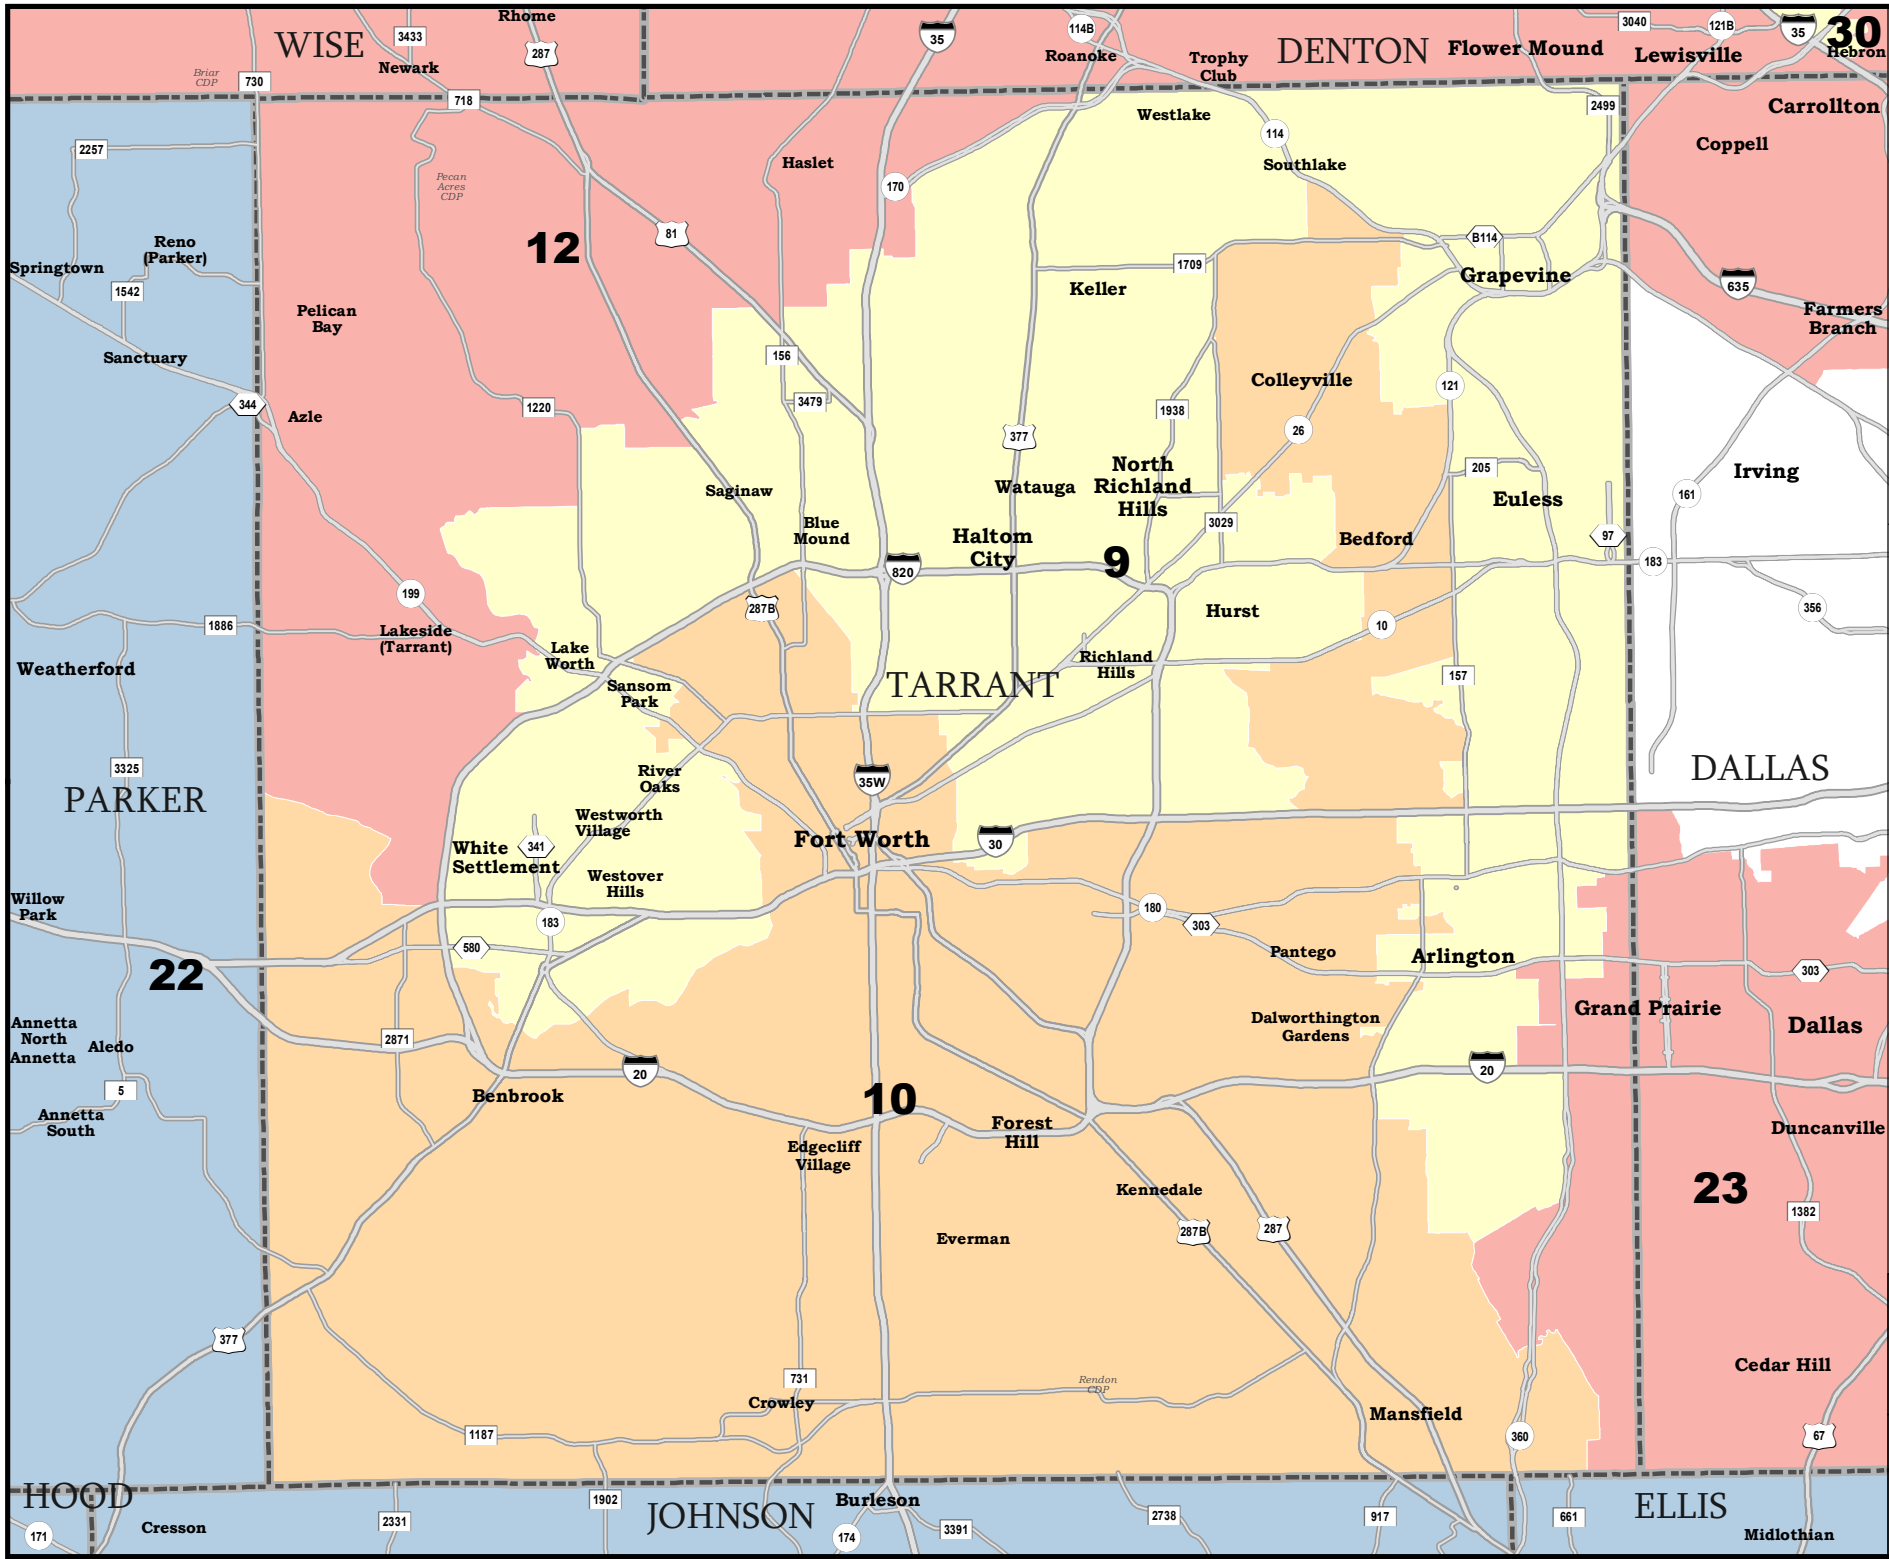 Rhome
WISE
3433
287
Newark
Briar
CDP
730
718
35
114B
Roanoke
Trophy
Club
DENTON
Flower Mound
3040
121B
35
30
Lewisville
Hebron
2499
Carrollton
Westlake
114
Coppell
2257
Haslet
Southlake
Pecan
Acres
CDP
170
12
81
B114
Reno
(Parker)
Springtown
1709
Grapevine
635
1542
Keller
Pelican
Bay
Farmers
Branch
Sanctuary
156
Colleyville
121
344
Azle
1220
3479
1938
26
377
North
Richland
Hills
205
Irving
Saginaw
Watauga
Euless
161
Blue
Mound
3029
Haltom
City
Bedford
97
9
820
183
199
287B
Hurst
356
1886
10
Lakeside
(Tarrant)
Lake
Worth
Richland
Hills
Weatherford
157
Sansom
Park
TARRANT
3325
River
Oaks
35W
DALLAS
PARKER
Westworth
Village
Fort Worth
30
White
Settlement
341
Westover
Hills
Willow
Park
183
180
303
580
Pantego
Arlington
22
303
Annetta
North
Annetta
Aledo
2871
Dalworthington
Gardens
Grand Prairie
Dallas
20
20
5
Benbrook
10
Annetta
South
Forest
Hill
Duncanville
Edgecliff
Village
Kennedale
23
1382
Everman
287B
287
377
Cedar Hill
731
Rendon
CDP
Crowley
Mansfield
1187
360
67
HOOD
1902
JOHNSON
Burleson
ELLIS
171
Cresson
2331
174
3391
2738
917
661
Midlothian